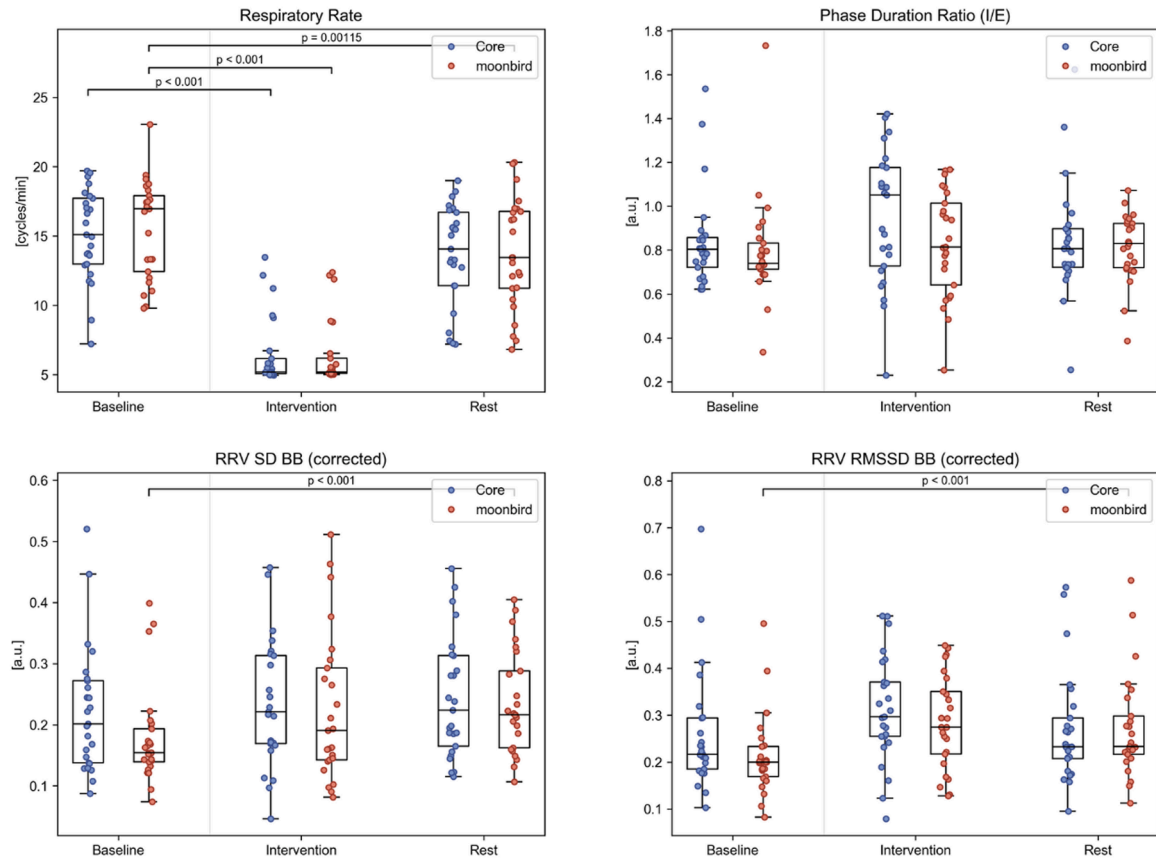 Respiratory Rate
p = 0.00115
p < 0.001
p < 0.001
Core
moonbird
[cycles/min]
25
20
15
10
5
Baseline
Intervention
Rest
Phase Duration Ratio (I/E)
Core
moonbird
[a.u.]
1.8
1.6
1.4
1.2
1.0
0.8
0.6
0.4
0.2
Baseline
Intervention
Rest
RRV SD BB (corrected)
p < 0.001
Core
moonbird
[a.u.]
0.6
0.5
0.4
0.3
0.2
0.1
Baseline
Intervention
Rest
RRV RMSSD BB (corrected)
p < 0.001
Core
moonbird
[a.u.]
0.8
0.7
0.6
0.5
0.4
0.3
0.2
0.1
Baseline
Intervention
Rest